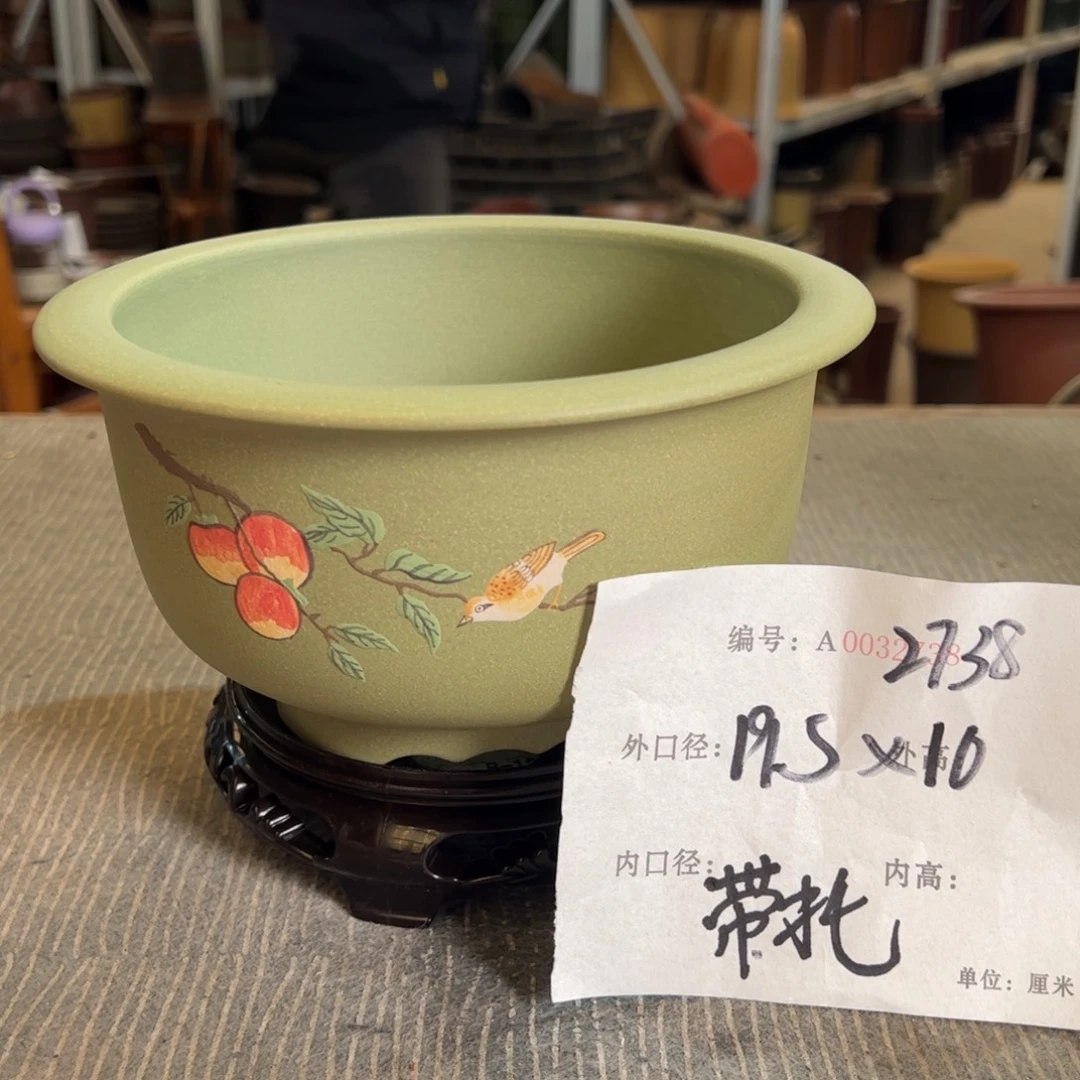 编号：A0032738 2738
外口径：19.5×10 外高
内口径： 内高：
带托
单位：厘米